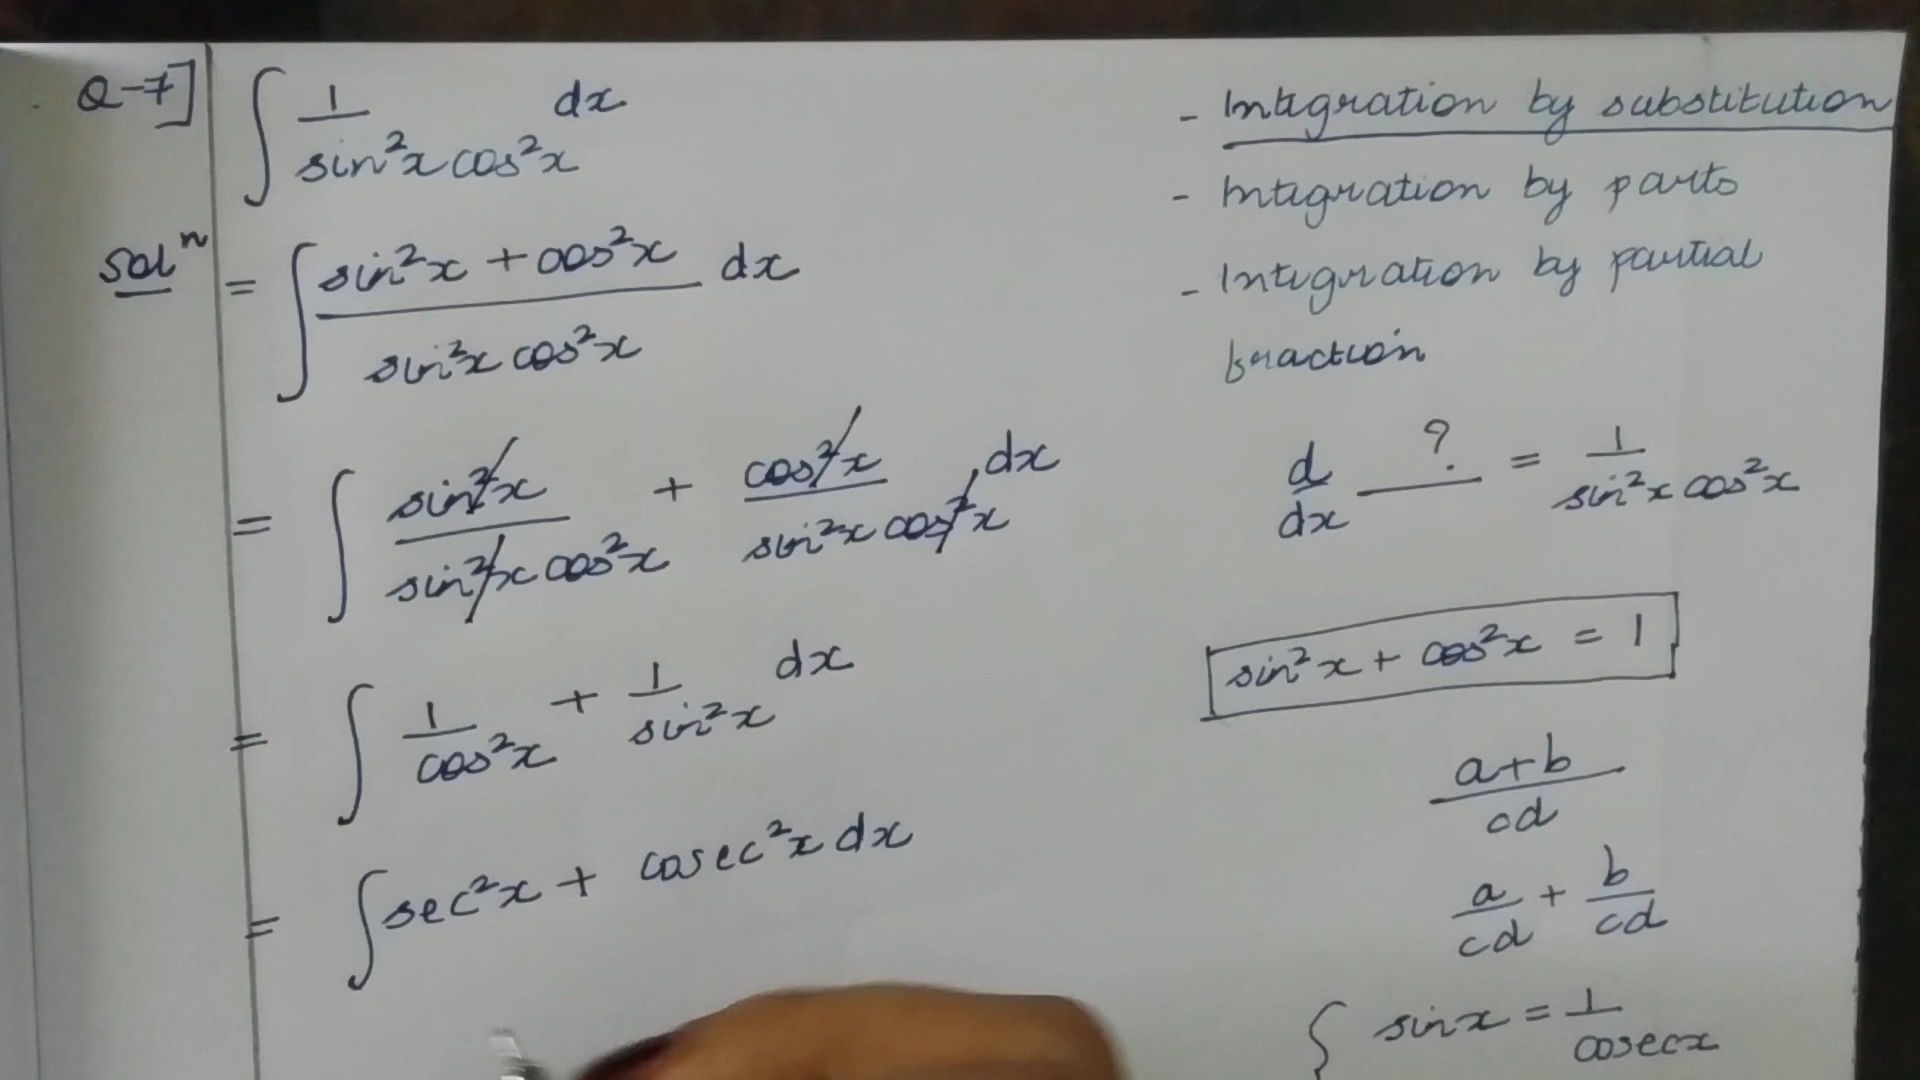 Q-7] ∫ 1/(sin²x cos²x) dx
Solⁿ = ∫ (sin²x + cos²x)/(sin²x cos²x) dx
= ∫ sin²x/(sin²x cos²x) + cos²x/(sin²x cos²x) dx
= ∫ 1/cos²x + 1/sin²x dx
= ∫ sec²x + cosec²x dx
- Integration by substitution
- Integration by parts
- Integration by partial
fraction
d/dx ? = 1/(sin²x cos²x)
sin²x + cos²x = 1
(a+b)/cd
a/cd + b/cd
{ sinx = 1/cosecx